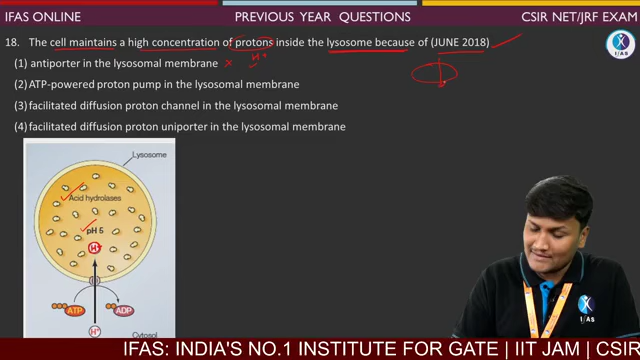 IFAS ONLINE
PREVIOUS YEAR QUESTIONS
CSIR NET/JRF EXAM
18. The cell maintains a high concentration of protons inside the lysosome because of (JUNE 2018)
H+
(1) antiporter in the lysosomal membrane x
(2) ATP-powered proton pump in the lysosomal membrane
(3) facilitated diffusion proton channel in the lysosomal membrane
(4) facilitated diffusion proton uniporter in the lysosomal membrane
Lysosome
Acid hydrolases
pH 5
H+
ATP
ADP
H+
Cytosol
IFAS
IFAS: INDIA'S NO.1 INSTITUTE FOR GATE | IIT JAM | CSIR